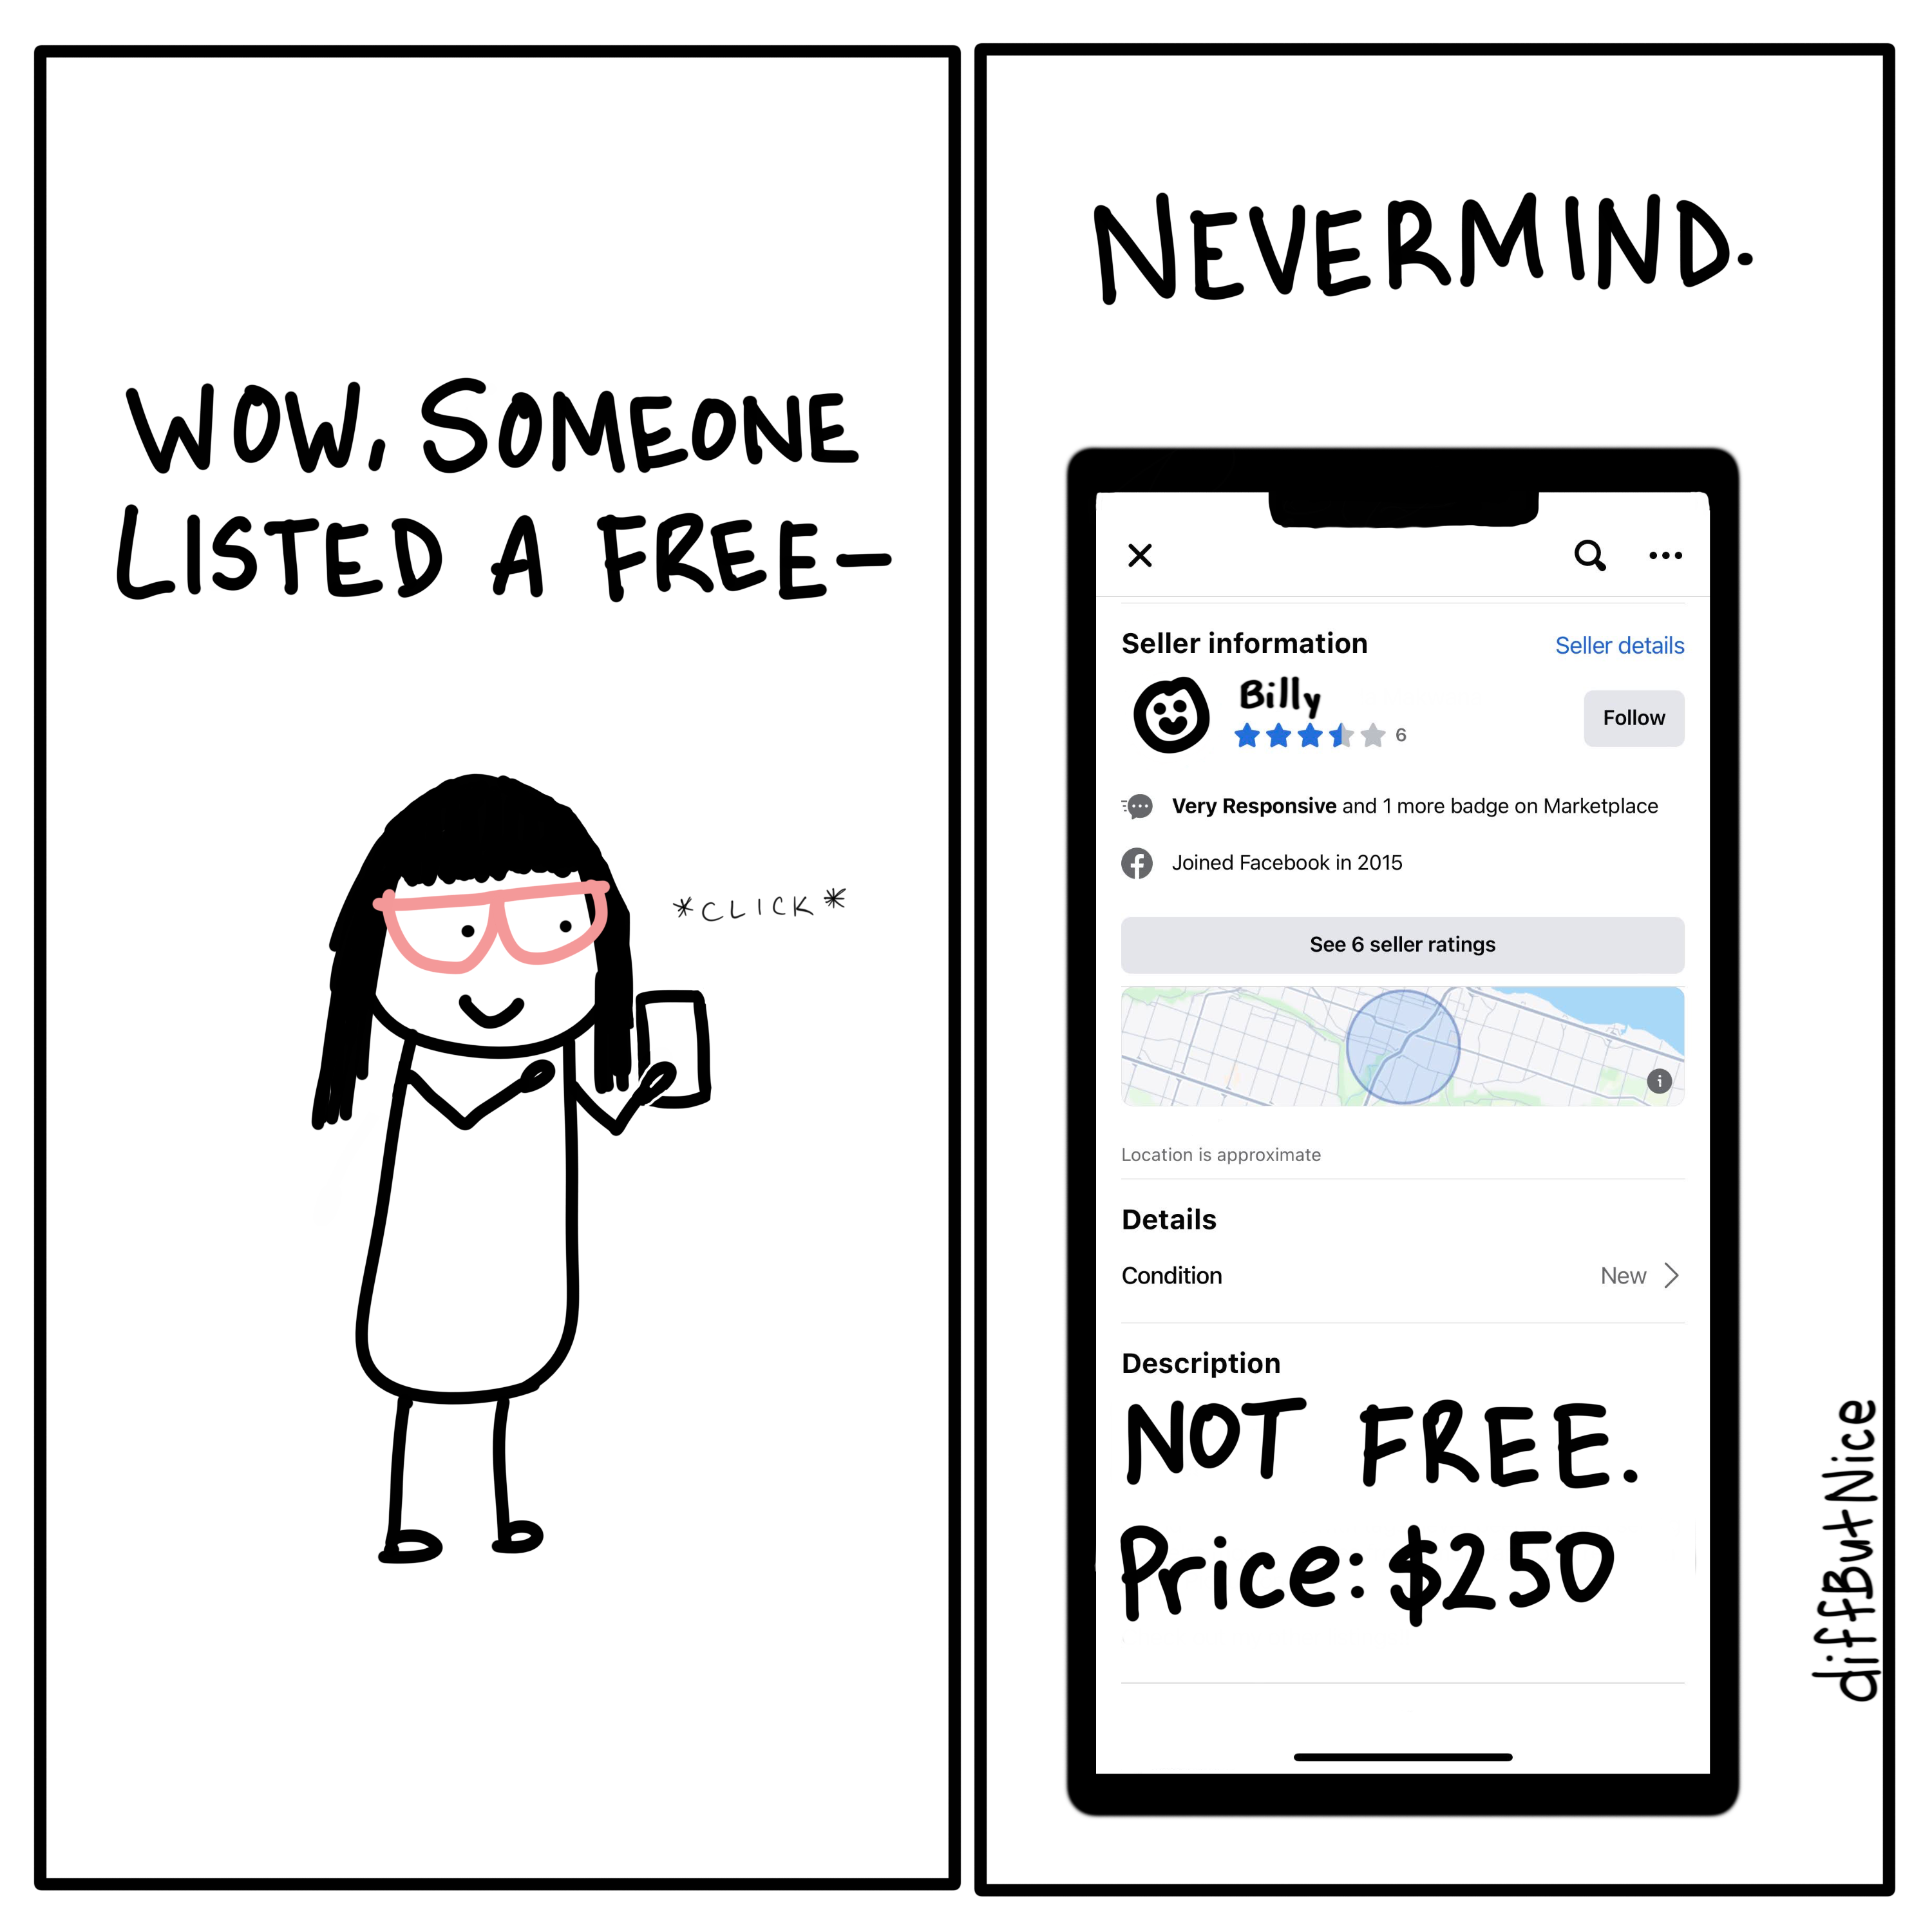 WOW, SOMEONE
LISTED A FREE—
*CLICK*
NEVERMIND.
Seller information
Seller details
Billy
6
Follow
Very Responsive and 1 more badge on Marketplace
Joined Facebook in 2015
See 6 seller ratings
Location is approximate
Details
Condition
New
Description
NOT FREE.
Price: $250
diffButNice